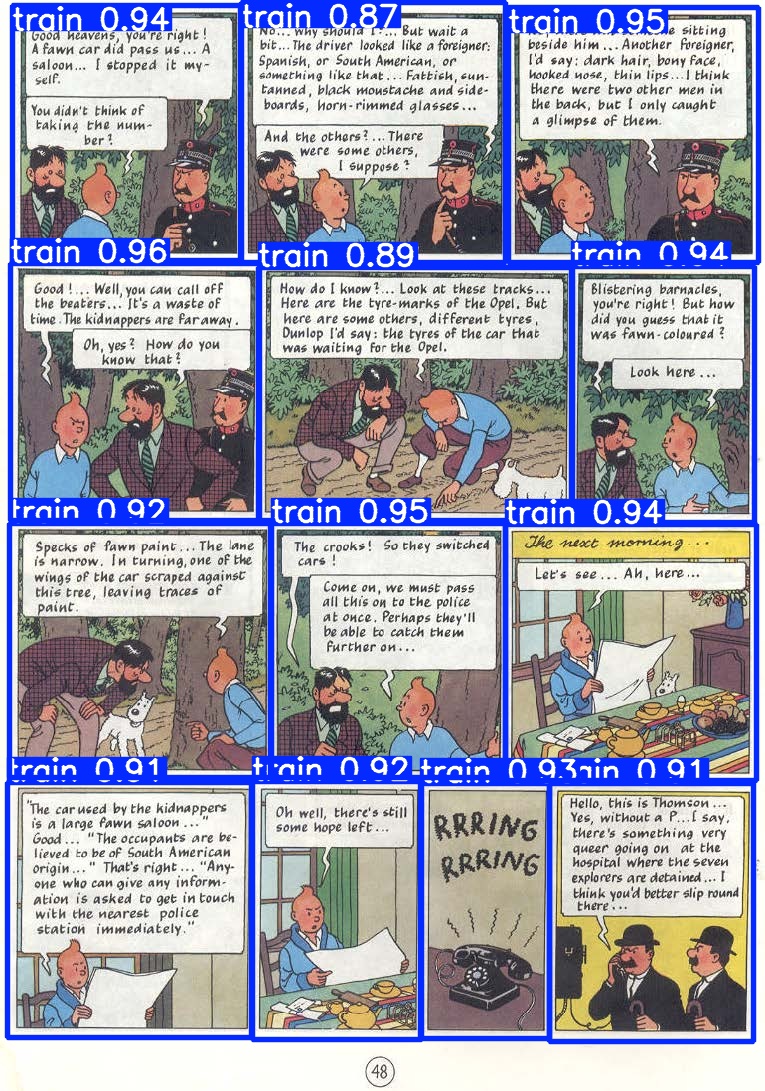 train 0.94
Good heavens, you're right!
A fawn car did pass us... A
saloon... I stopped it my-
self.
You didn't think of
taking the num-
ber?
train 0.87
No... why should I?... But wait a
bit... The driver looked like a foreigner:
Spanish, or South American, or
something like that... Fattish, sun-
tanned, black moustache and side-
boards, horn-rimmed glasses...
And the others?... There
were some others,
I suppose?
train 0.95
sitting
beside him... Another foreigner,
I'd say: dark hair, bony face,
hooked nose, thin lips... I think
there were two other men in
the back, but I only caught
a glimpse of them.
train 0.96
Good!... Well, you can call off
the beaters... It's a waste of
time. The kidnappers are far away.
Oh, yes? How do you
know that?
train 0.89
How do I know?... Look at these tracks...
Here are the tyre-marks of the Opel. But
here are some others, different tyres,
Dunlop I'd say: the tyres of the car that
was waiting for the Opel.
train 0.94
Blistering barnacles,
you're right! But how
did you guess that it
was fawn-coloured?
Look here...
train 0.92
Specks of fawn paint... The lane
is narrow. In turning, one of the
wings of the car scraped against
this tree, leaving traces of
paint.
train 0.95
The crooks! So they switched
cars!
Come on, we must pass
all this on to the police
at once. Perhaps they'll
be able to catch them
further on...
train 0.94
The next morning...
Let's see... Ah, here...
train 0.91
"The car used by the kidnappers
is a large fawn saloon..."
Good... "The occupants are be-
lieved to be of South American
origin..." That's right... "Any-
one who can give any inform-
ation is asked to get in touch
with the nearest police
station immediately."
train 0.92
Oh well, there's still
some hope left...
train 0.93
RRRING
RRRING
ain 0.91
Hello, this is Thomson...
Yes, without a P... I say,
there's something very
queer going on at the
hospital where the seven
explorers are detained... I
think you'd better slip round
there...
48